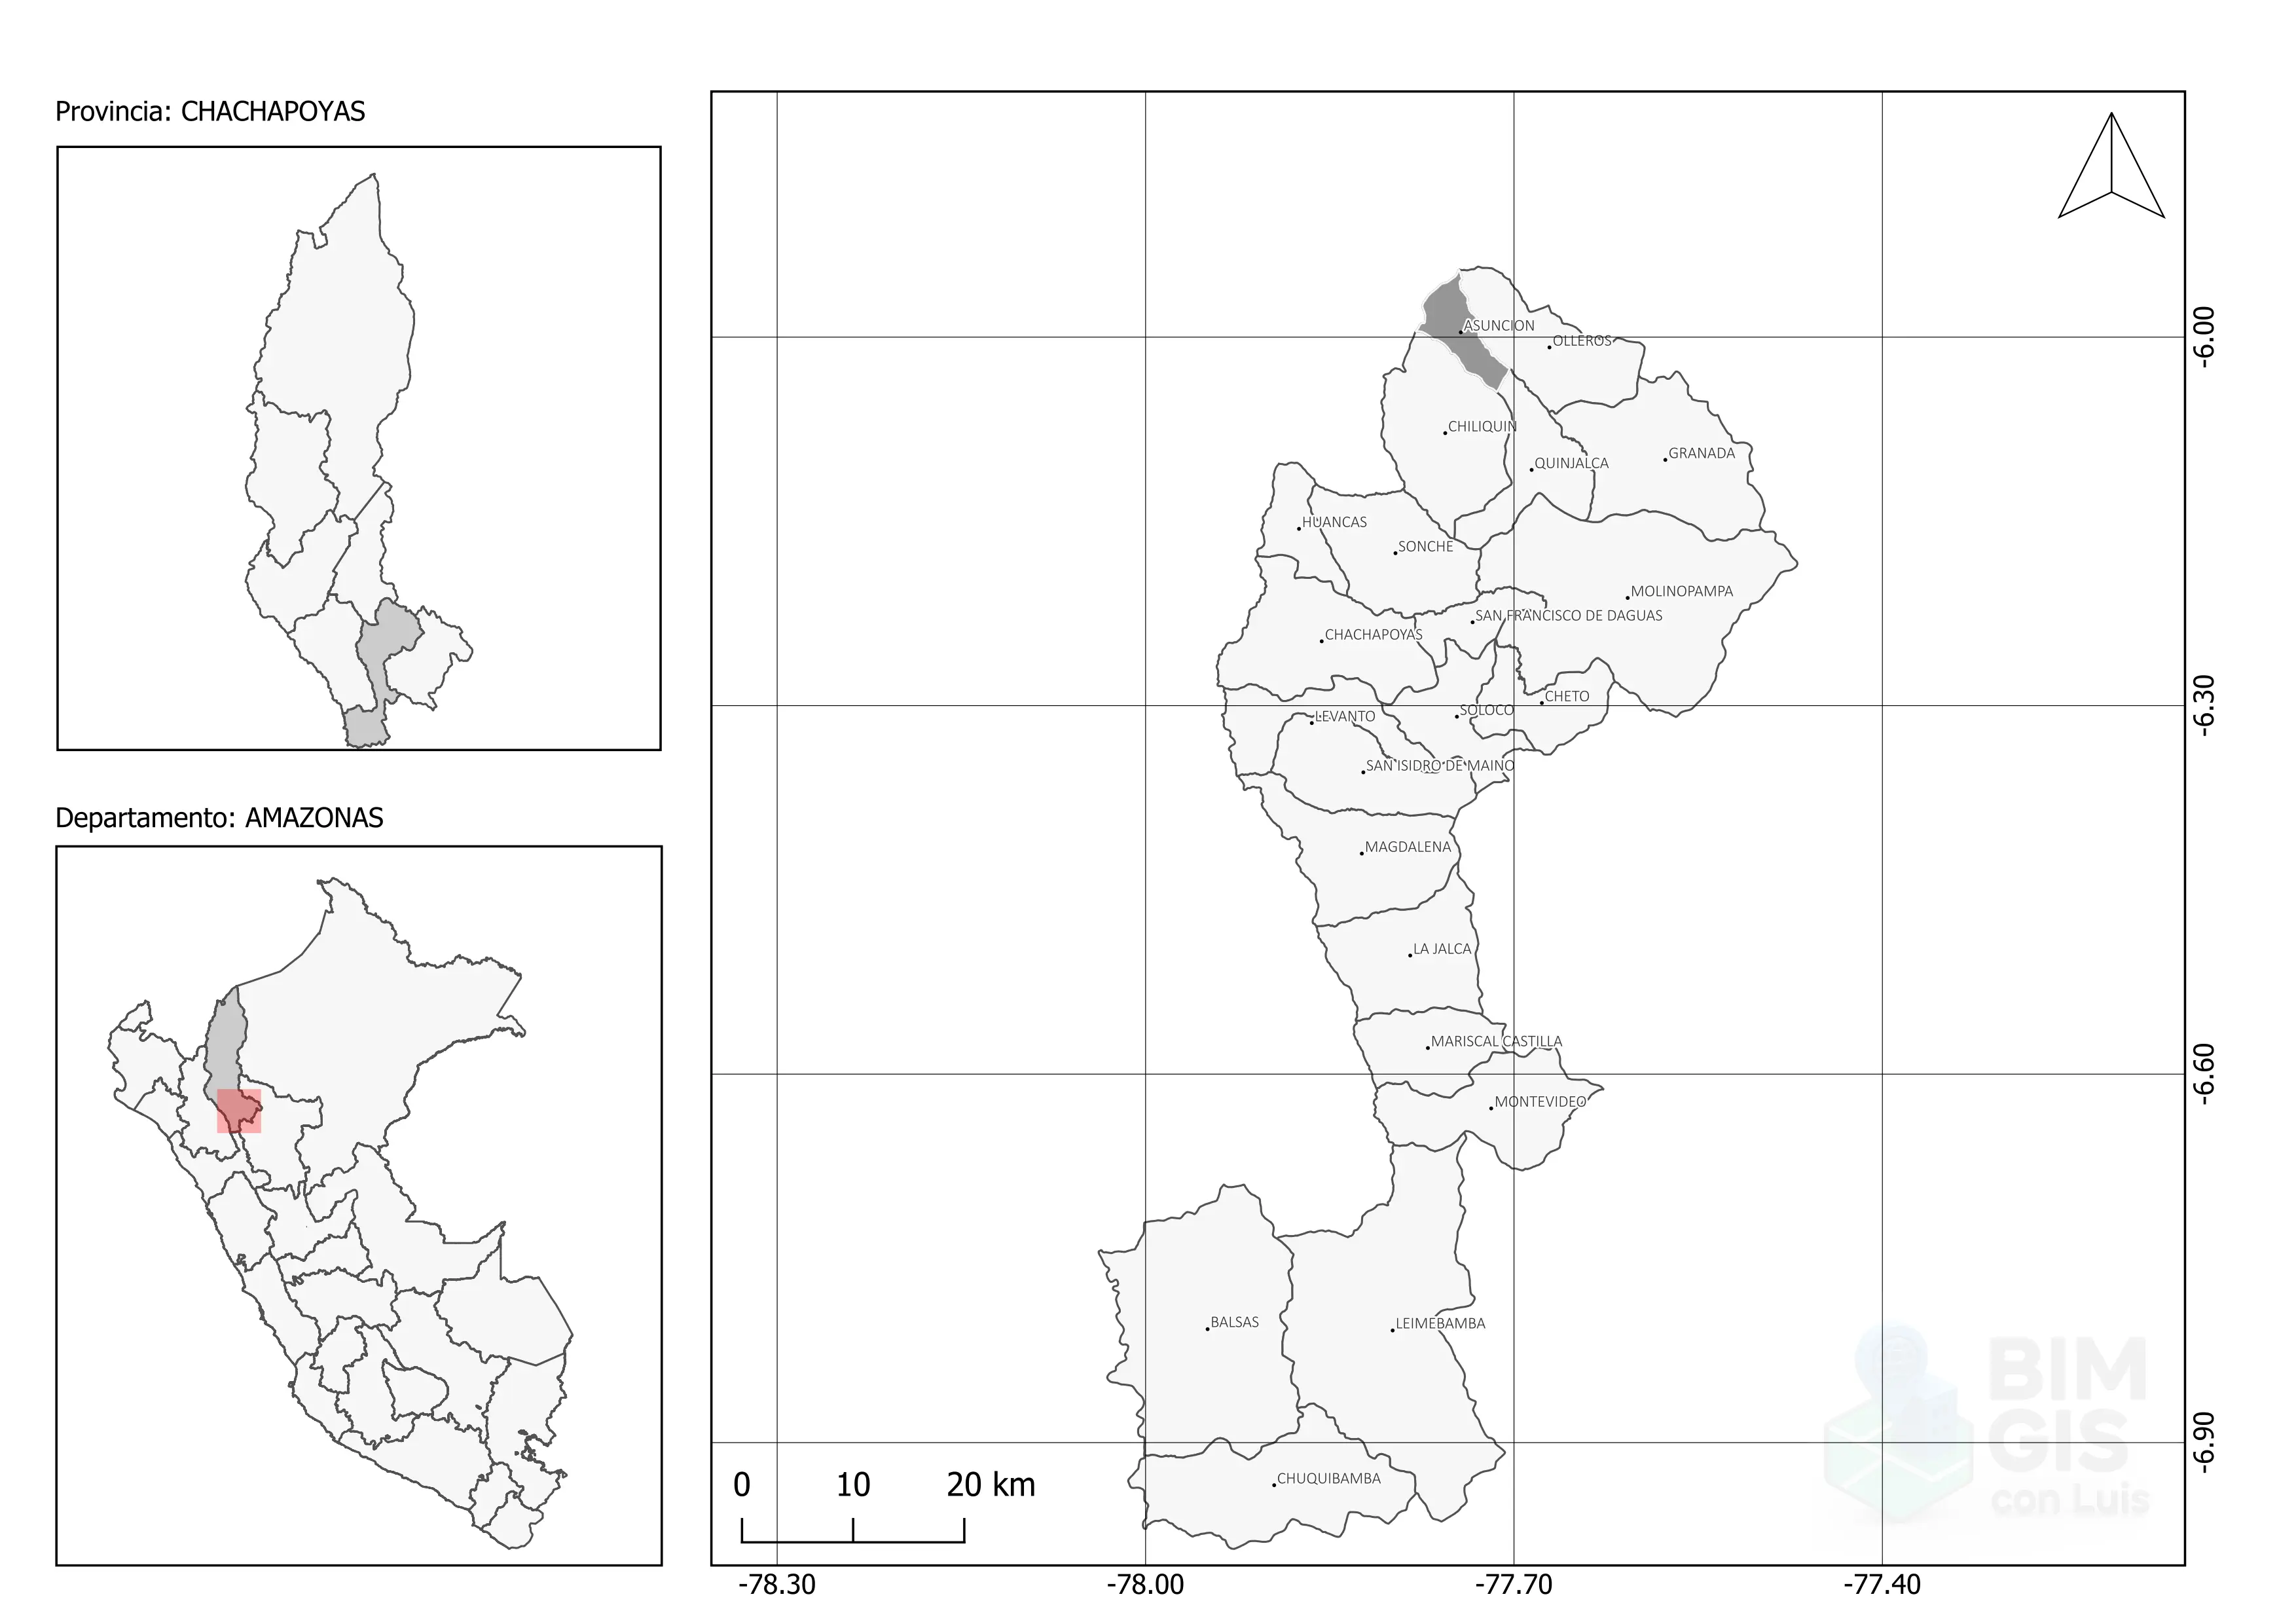 Provincia: CHACHAPOYAS
Departamento: AMAZONAS
ASUNCION
OLLEROS
CHILIQUIN
GRANADA
QUINJALCA
HUANCAS
SONCHE
MOLINOPAMPA
SAN FRANCISCO DE DAGUAS
CHACHAPOYAS
CHETO
SOLOCO
LEVANTO
SAN ISIDRO DE MAINO
MAGDALENA
LA JALCA
MARISCAL CASTILLA
MONTEVIDEO
BALSAS
LEIMEBAMBA
CHUQUIBAMBA
0 10 20 km
-78.30 -78.00 -77.70 -77.40
-6.00
-6.30
-6.60
-6.90
BIM
GIS
con Luis